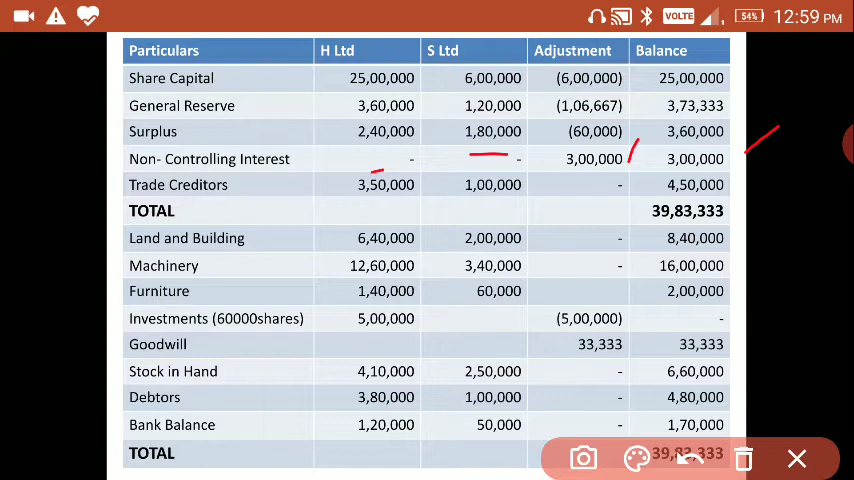 VOLTE 1 54% 12:59 PM
Particulars H Ltd S Ltd Adjustment Balance
Share Capital 25,00,000 6,00,000 (6,00,000) 25,00,000
General Reserve 3,60,000 1,20,000 (1,06,667) 3,73,333
Surplus 2,40,000 1,80,000 (60,000) 3,60,000
Non- Controlling Interest - - 3,00,000 3,00,000
Trade Creditors 3,50,000 1,00,000 - 4,50,000
TOTAL 39,83,333
Land and Building 6,40,000 2,00,000 - 8,40,000
Machinery 12,60,000 3,40,000 - 16,00,000
Furniture 1,40,000 60,000 2,00,000
Investments (60000shares) 5,00,000 (5,00,000) -
Goodwill 33,333 33,333
Stock in Hand 4,10,000 2,50,000 - 6,60,000
Debtors 3,80,000 1,00,000 - 4,80,000
Bank Balance 1,20,000 50,000 - 1,70,000
TOTAL 39,83,333